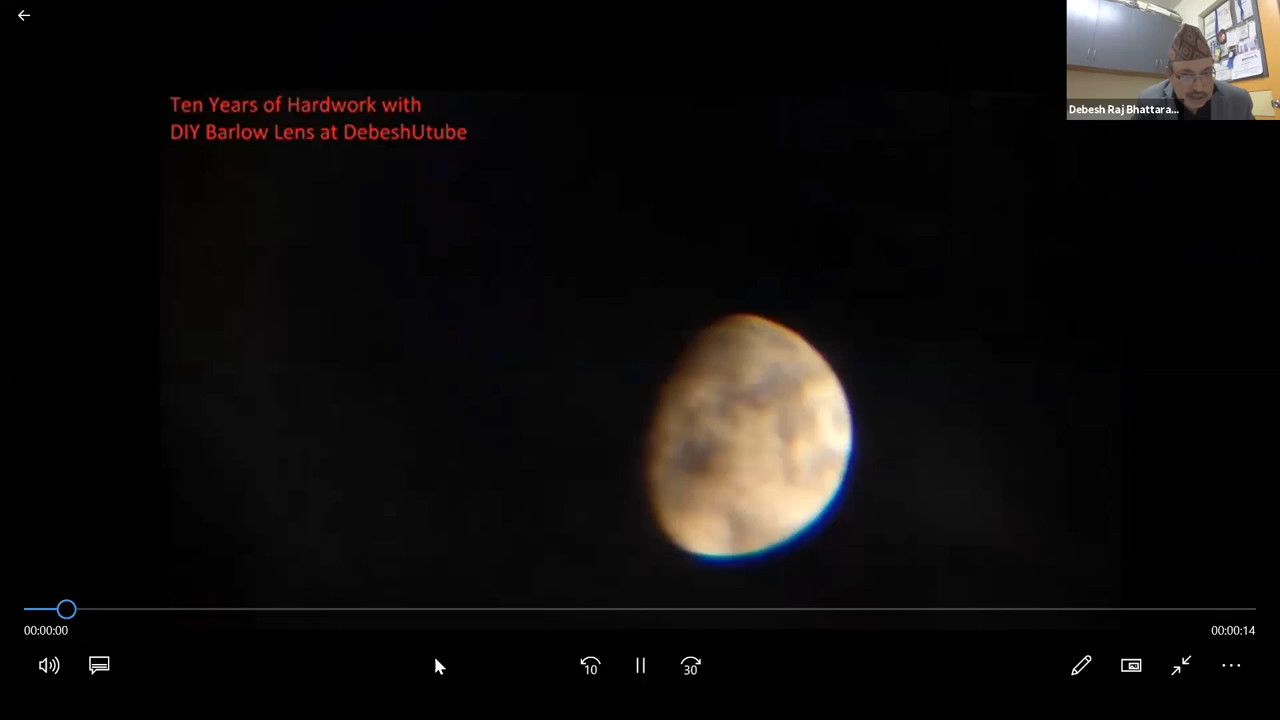 Ten Years of Hardwork with
DIY Barlow Lens at DebeshUtube
Debesh Raj Bhattara...
00:00:00
00:00:14
10
30